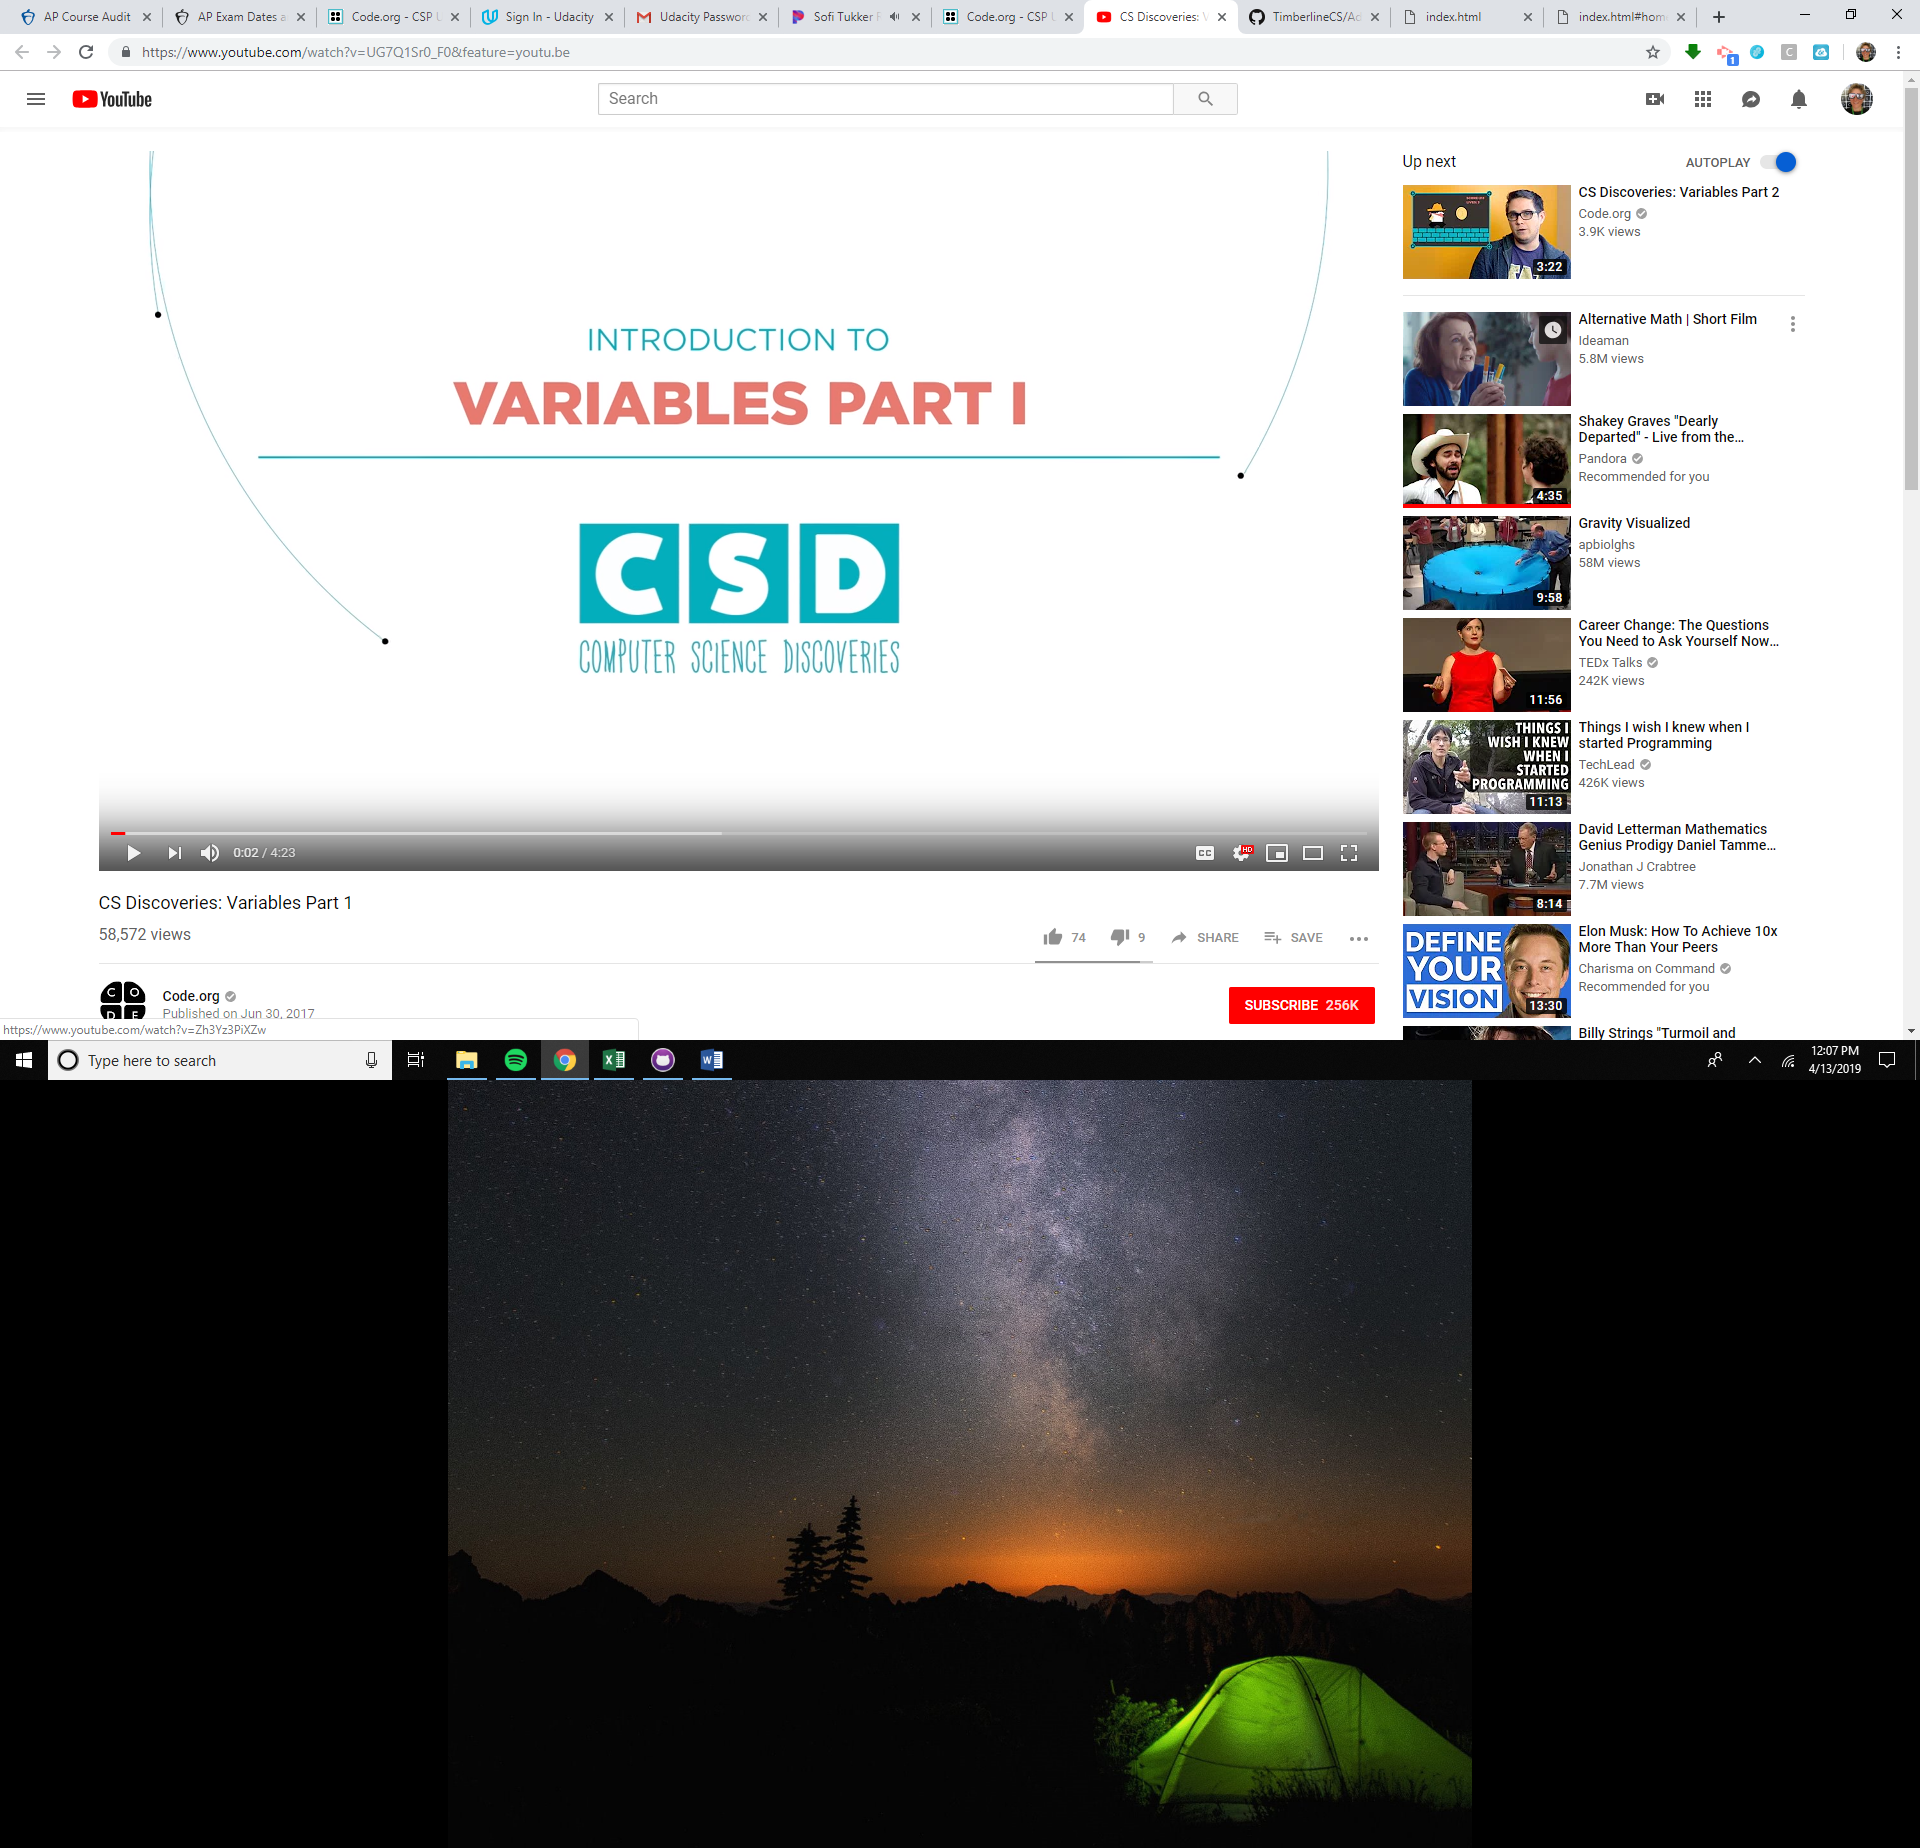 AP Course Audit
AP Exam Dates a
Code.org - CSP U
Sign In - Udacity
Udacity Password
Sofi Tukker R
Code.org - CSP U
CS Discoveries: V
TimberlineCS/Ad
index.html
index.html#hom
https://www.youtube.com/watch?v=UG7Q1Sr0_F0&feature=youtu.be
1
C
YouTube
Search
INTRODUCTION TO
VARIABLES PART I
CSD
COMPUTER SCIENCE DISCOVERIES
0:02 / 4:23
CC
HD
CS Discoveries: Variables Part 1
58,572 views
74
9
SHARE
SAVE
CO
DE
Code.org
Published on Jun 30, 2017
SUBSCRIBE 256K
https://www.youtube.com/watch?v=Zh3Yz3PiXZw
Up next
AUTOPLAY
3:22
CS Discoveries: Variables Part 2
Code.org
3.9K views
Alternative Math | Short Film
Ideaman
5.8M views
4:35
Shakey Graves "Dearly
Departed" - Live from the...
Pandora
Recommended for you
9:58
Gravity Visualized
apbiolghs
58M views
11:56
Career Change: The Questions
You Need to Ask Yourself Now...
TEDx Talks
242K views
THINGS I
WISH I KNEW
WHEN I
STARTED
PROGRAMMING
11:13
Things I wish I knew when I
started Programming
TechLead
426K views
8:14
David Letterman Mathematics
Genius Prodigy Daniel Tamme...
Jonathan J Crabtree
7.7M views
DEFINE
YOUR
VISION
13:30
Elon Musk: How To Achieve 10x
More Than Your Peers
Charisma on Command
Recommended for you
Billy Strings "Turmoil and
Type here to search
12:07 PM
4/13/2019